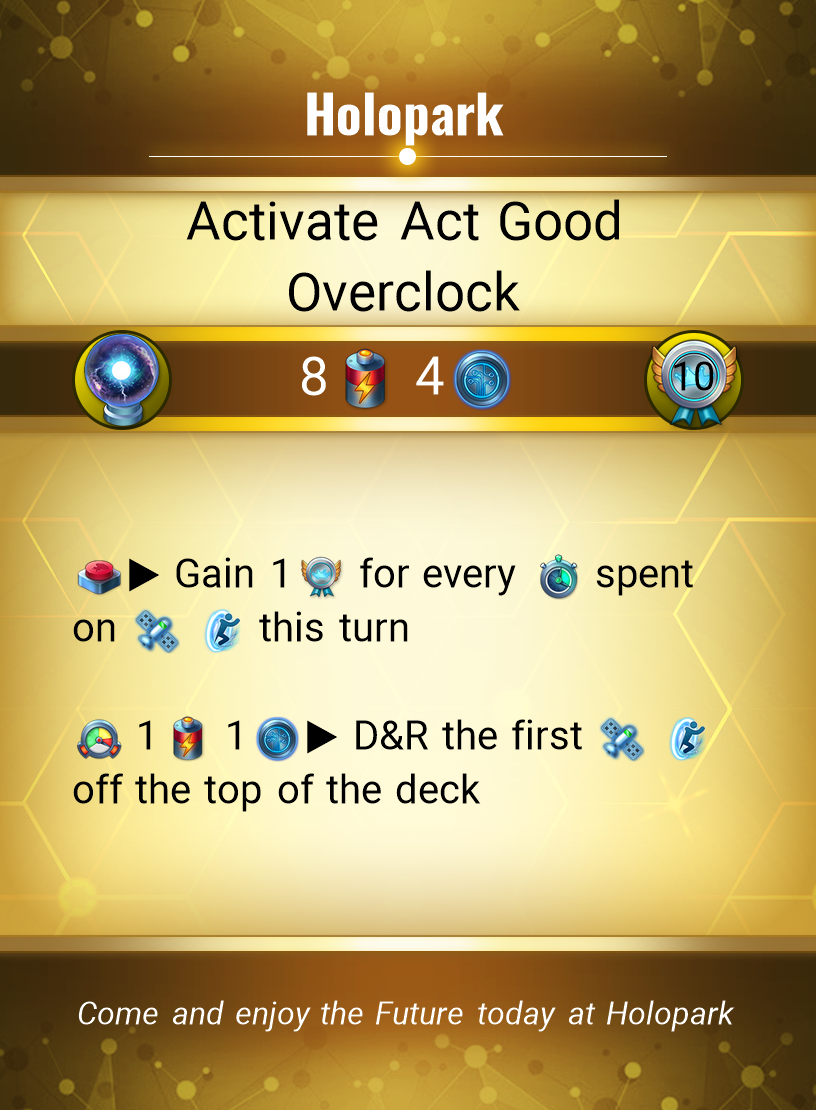 Holopark
Activate Act Good
Overclock
8 4 10
▶ Gain 1 for every spent
on this turn
1 1 ▶ D&R the first
off the top of the deck
Come and enjoy the Future today at Holopark